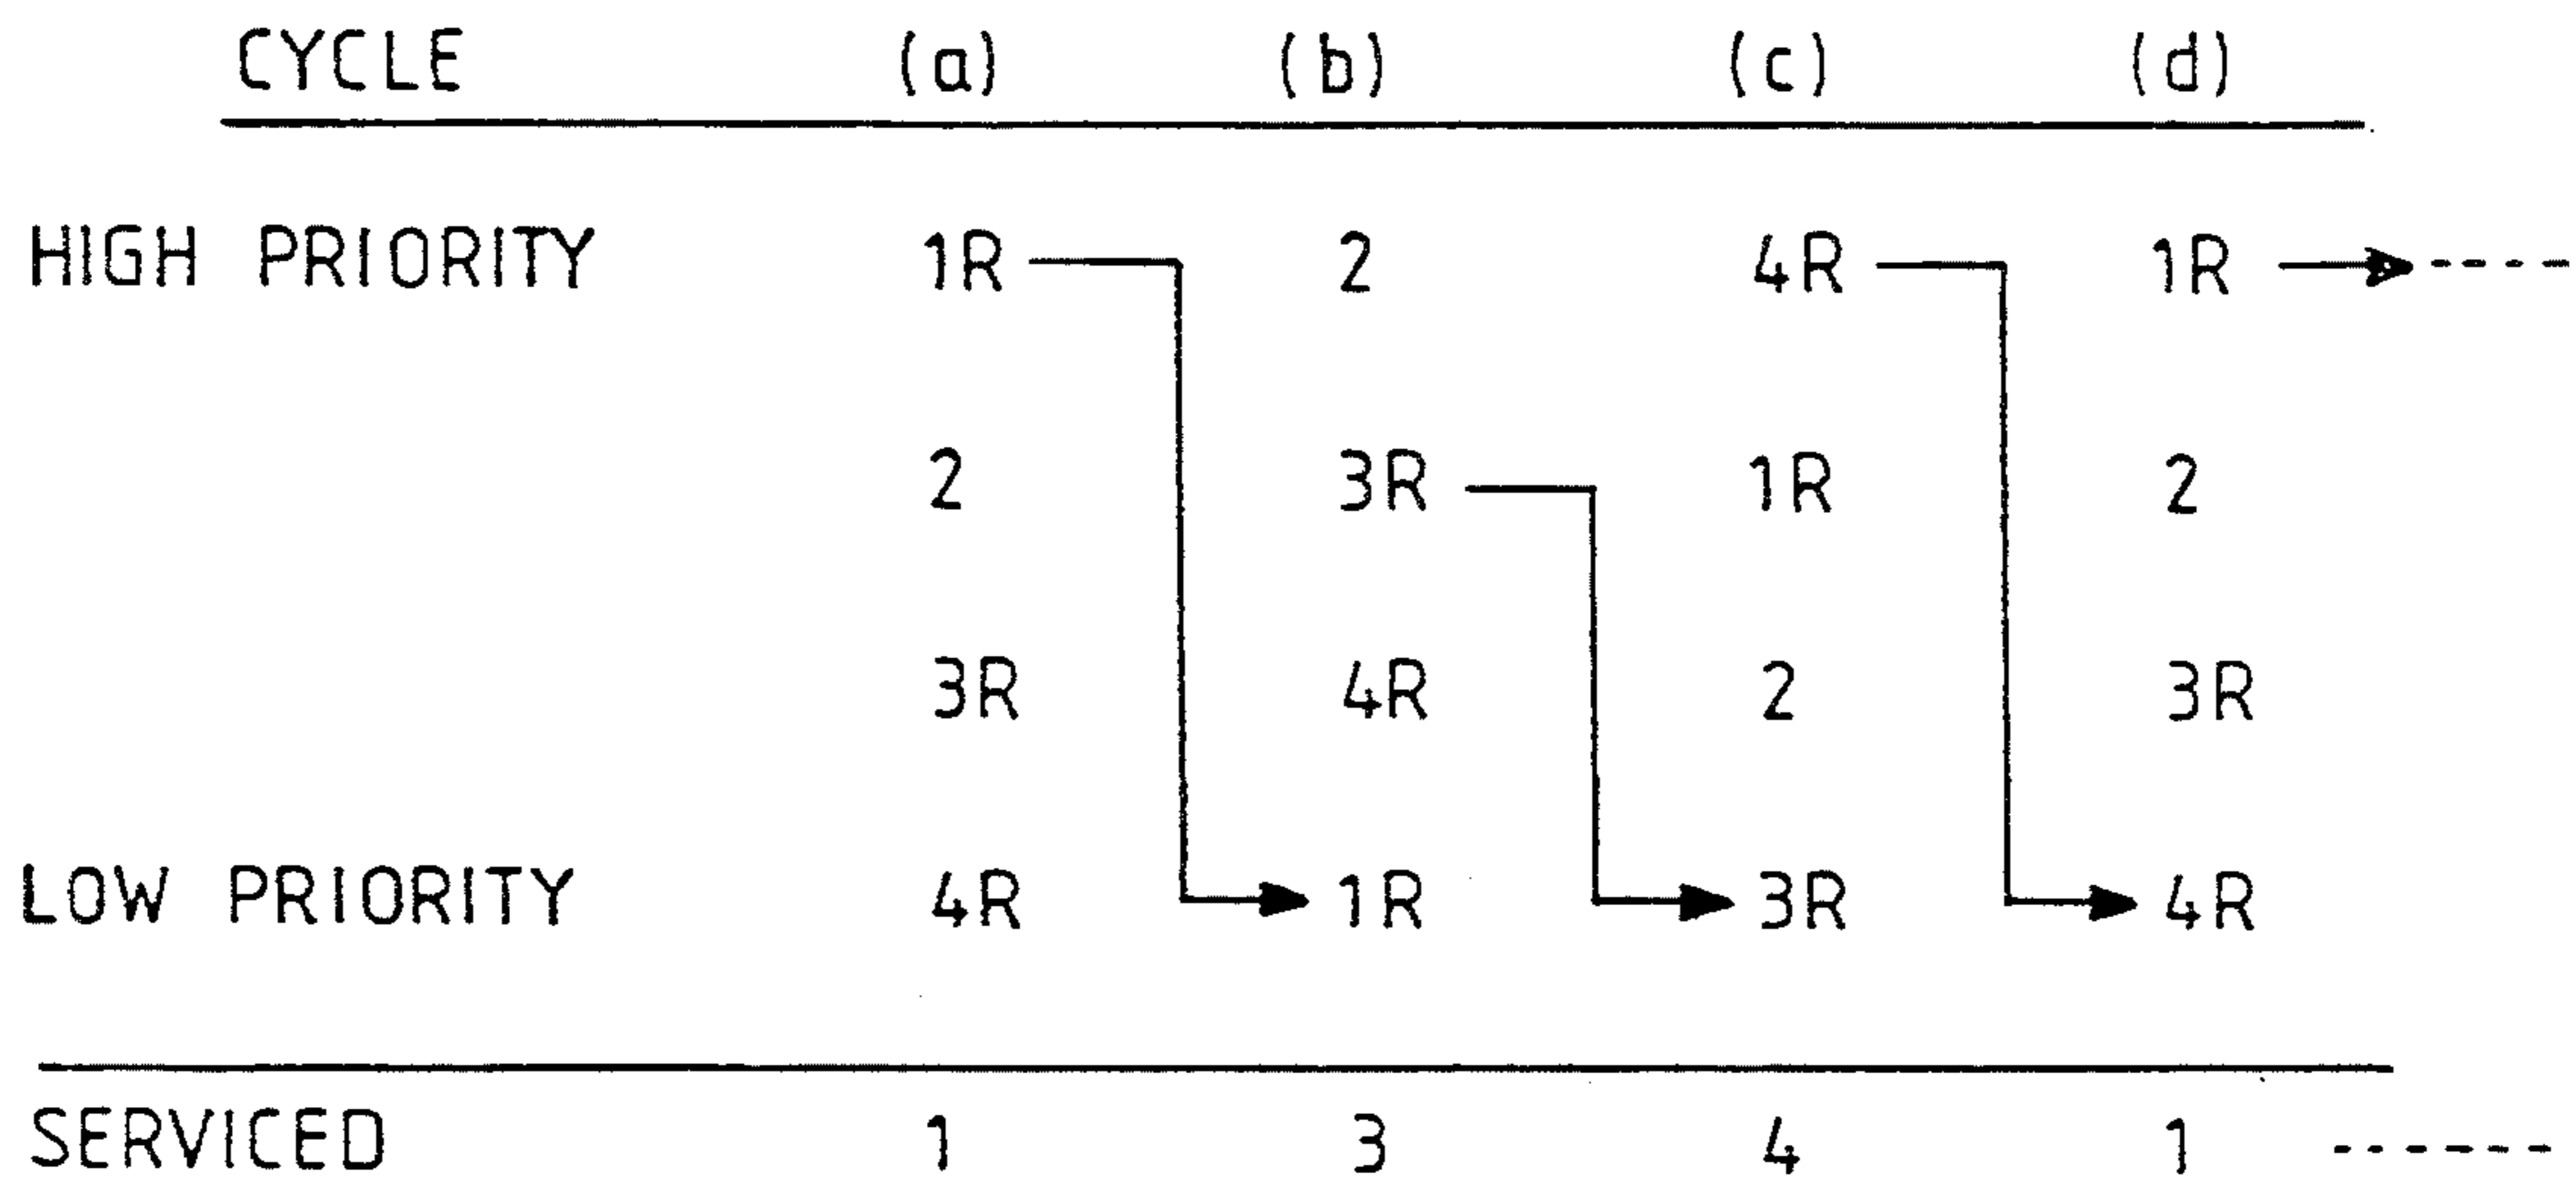 CYCLE (a) (b) (c) (d)
HIGH PRIORITY 1R 2 4R 1R
2 3R 1R 2
3R 4R 2 3R
LOW PRIORITY 4R 1R 3R 4R
SERVICED 1 3 4 1